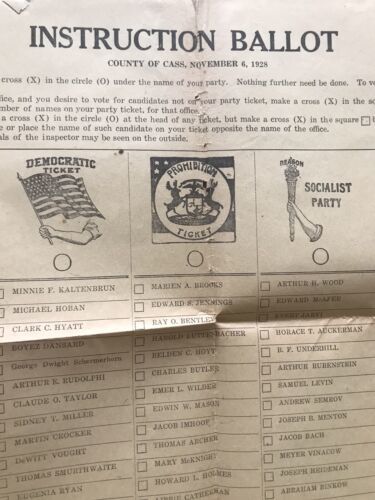 INSTRUCTION BALLOT
COUNTY OF CASS, NOVEMBER 6, 1928
cross (X) in the circle (O) under the name of your party. Nothing further need be done. To
ffice, and you desire to vote for candidates not on your party ticket, make a cross (X) in the
mber of names on your party ticket, for that office.
a cross (X) in the circle (O) at the head of any ticket, but make a cross (X) in the square
e or place the name of such candidate on your ticket opposite the name of the office.
als of the inspector may be seen on the outside.
DEMOCRATIC
TICKET
MINNIE F. KALTENBRUN
MICHAEL HOBAN
CLARK C. HYATT
BOYEZ DANSARD
George Dwight Schermerhorn
ARTHUR E. RUDOLPHI
CLAUDE O. TAYLOR
SIDNEY T. MILLER
MARTIN CROCKER
DeWITT VOUGHT
THOMAS SMURTHWAITE
EUGENIA RYAN
PROHIBITION
TICKET
MARIEN A. BROOKS
EDWARD S. JENNINGS
RAY O. BENTLEY
HAROLD LUTTENBACHER
BELDEN C. HOYT
CHARLES BUTLER
EMER L. WILDER
EDWIN W. MASON
JACOB IMHOOF
THOMAS ARCHER
MARY McKNIGHT
HOWARD L. HOLMES
REASON
SOCIALIST
PARTY
ARTHUR H. WOOD
EDWARD McAFEE
HORACE T. AUCKERMAN
B. F. UNDERHILL
ARTHUR RUBENSTEIN
SAMUEL LEVIN
ANDREW SEMROV
JOSEPH B. MENTON
JACOB BACH
MEYER VINACOW
JOSEPH HEIDEMAN
ABRAHAM BINKOW